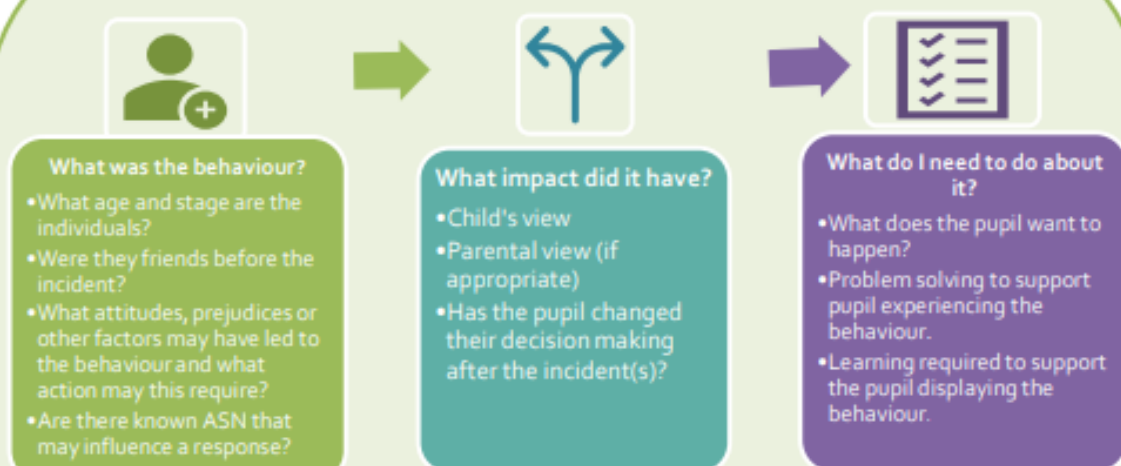 What was the behaviour?
•What age and stage are the
individuals?
•Were they friends before the
incident?
•What attitudes, prejudices or
other factors may have led to
the behaviour and what
action may this require?
•Are there known ASN that
may influence a response?
What impact did it have?
•Child's view
•Parental view (if
appropriate)
•Has the pupil changed
their decision making
after the incident(s)?
What do I need to do about
it?
•What does the pupil want to
happen?
•Problem solving to support
pupil experiencing the
behaviour.
•Learning required to support
the pupil displaying the
behaviour.